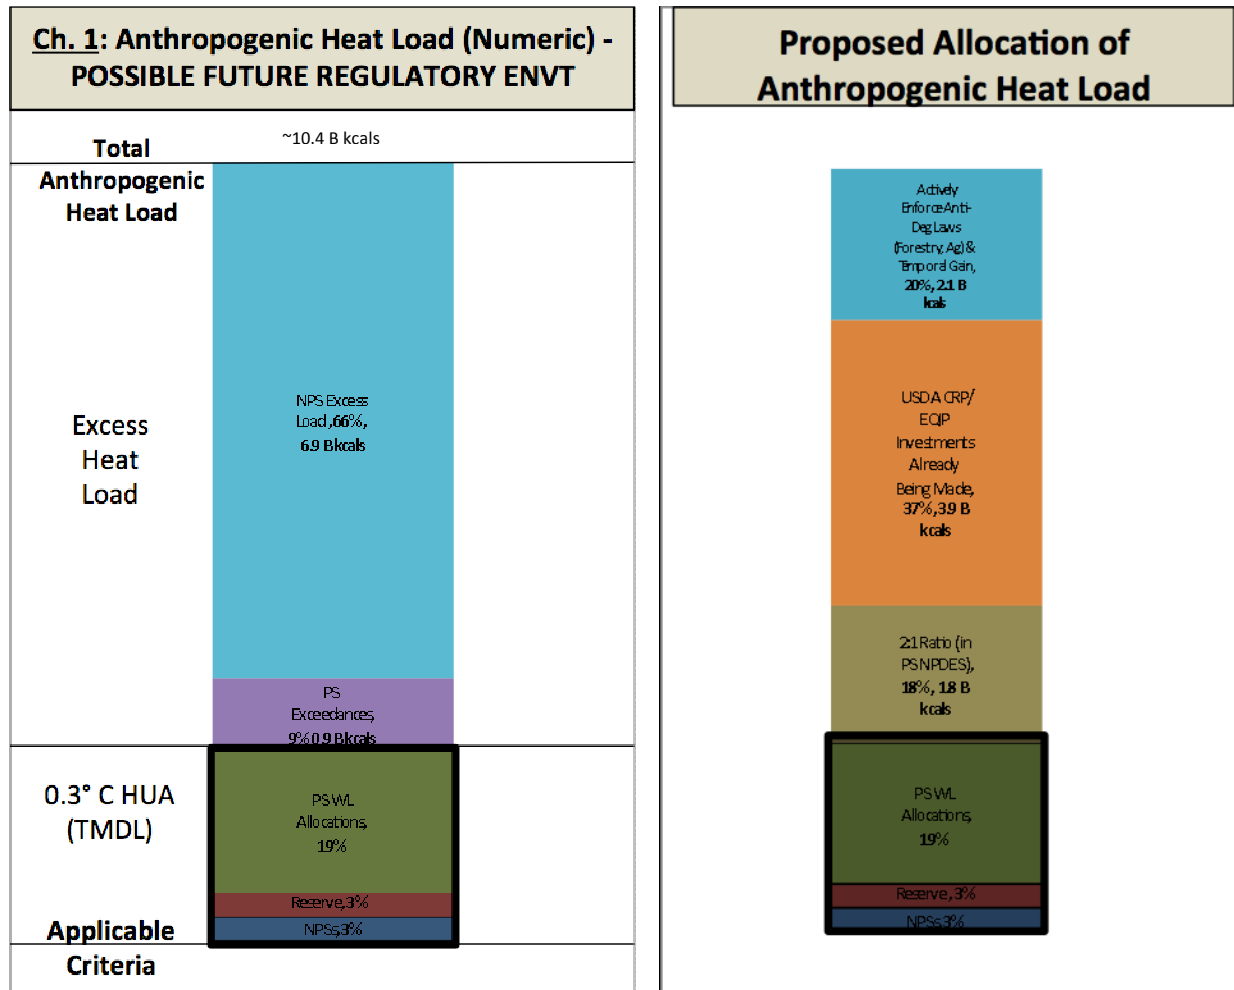 Ch. 1: Anthropogenic Heat Load (Numeric) -
POSSIBLE FUTURE REGULATORY ENVT
Total
Anthropogenic
Heat Load
~10.4 B kcals
Excess
Heat
Load
NPS Excess
Load, 66%,
6.9 B kcals
PS
Exceedances,
9% 0.9 B kcals
0.3° C HUA
(TMDL)
PS WL
Allocations,
19%
Reserve, 3%
NPSs, 3%
Applicable
Criteria
Proposed Allocation of
Anthropogenic Heat Load
Actively
Enforce Anti-
Deg Laws
(Forestry, Ag) &
Temporal Gain,
20%, 2.1 B
kcals
USDA CRP/
EQIP
Investments
Already
Being Made,
37%, 3.9 B
kcals
2:1 Ratio (in
PS NPDES),
18%, 1.8 B
kcals
PS WL
Allocations,
19%
Reserve, 3%
NPSs, 3%